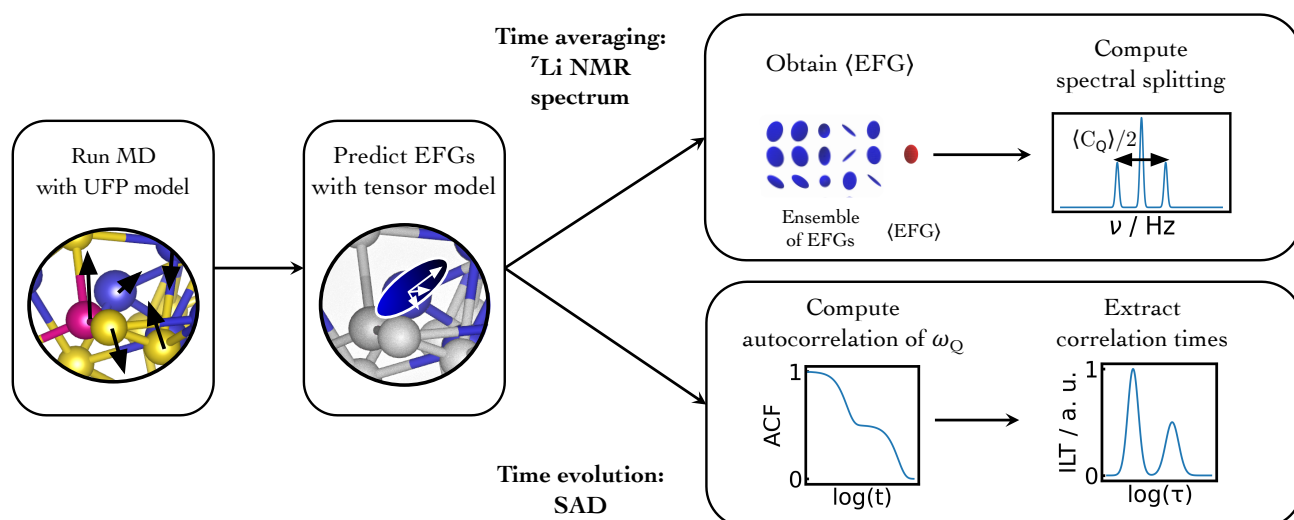 Run MD
with UFP model
Predict EFGs
with tensor model
Time averaging:
⁷Li NMR
spectrum
Obtain ⟨EFG⟩
Ensemble
of EFGs
⟨EFG⟩
Compute
spectral splitting
⟨C_Q⟩/2
ν / Hz
Time evolution:
SAD
Compute
autocorrelation of ω_Q
1
ACF
0
log(t)
Extract
correlation times
1
ILT / a. u.
0
log(τ)